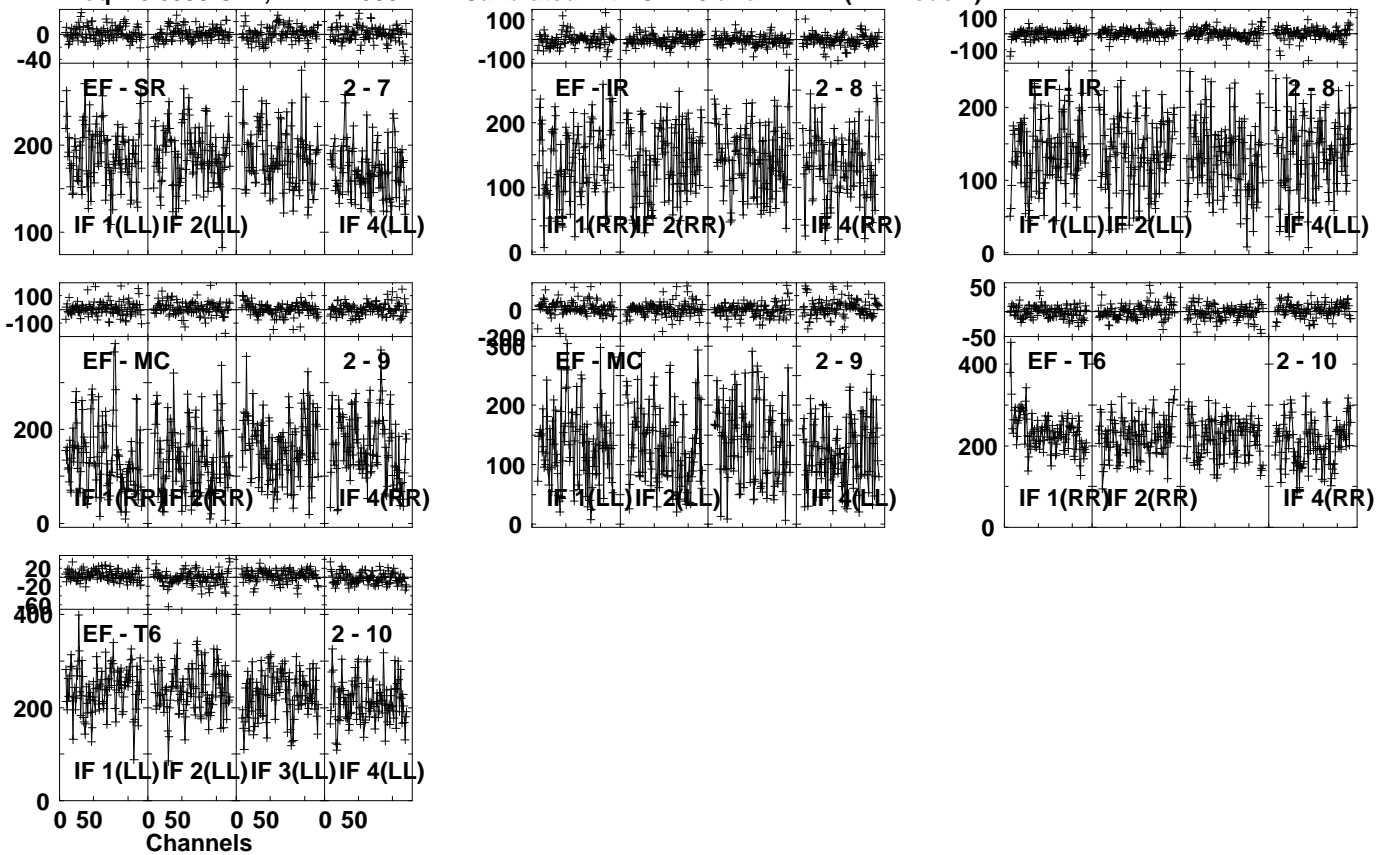 0
-40
EF - SR 2 - 7
200
100
IF 1(LL) IF 2(LL) IF 4(LL)
100
-100
EF - IR 2 - 8
300
200
100
0
IF 1(RR) IF 2(RR) IF 4(RR)
100
-100
EF - IR 2 - 8
200
100
0
IF 1(LL) IF 2(LL) IF 4(LL)
100
-100
EF - MC 2 - 9
200
0
IF 1(RR) IF 2(RR) IF 4(RR)
0
-200
EF - MC 2 - 9
300
200
100
0
IF 1(LL) IF 2(LL) IF 4(LL)
50
-50
EF - T6 2 - 10
400
200
0
IF 1(RR) IF 2(RR) IF 4(RR)
20
-20
-60
EF - T6 2 - 10
400
200
0
IF 1(LL) IF 2(LL) IF 3(LL) IF 4(LL)
0 50 0 50 0 50 0 50
Channels